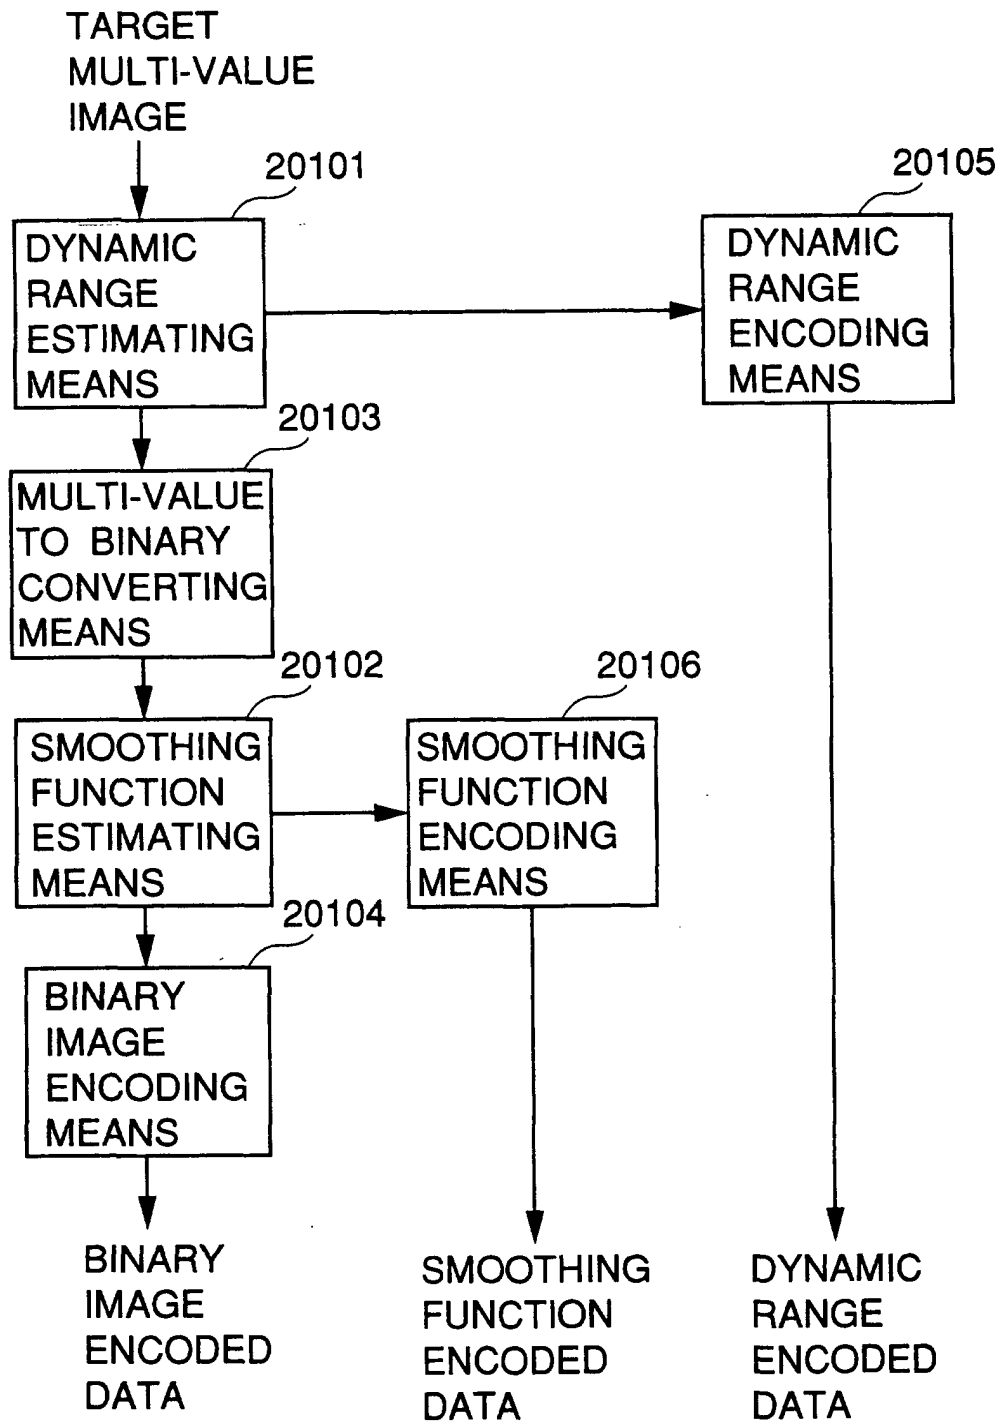 TARGET
MULTI-VALUE
IMAGE
20101
DYNAMIC
RANGE
ESTIMATING
MEANS
20105
DYNAMIC
RANGE
ENCODING
MEANS
20103
MULTI-VALUE
TO BINARY
CONVERTING
MEANS
20102
SMOOTHING
FUNCTION
ESTIMATING
MEANS
20106
SMOOTHING
FUNCTION
ENCODING
MEANS
20104
BINARY
IMAGE
ENCODING
MEANS
BINARY
IMAGE
ENCODED
DATA
SMOOTHING
FUNCTION
ENCODED
DATA
DYNAMIC
RANGE
ENCODED
DATA